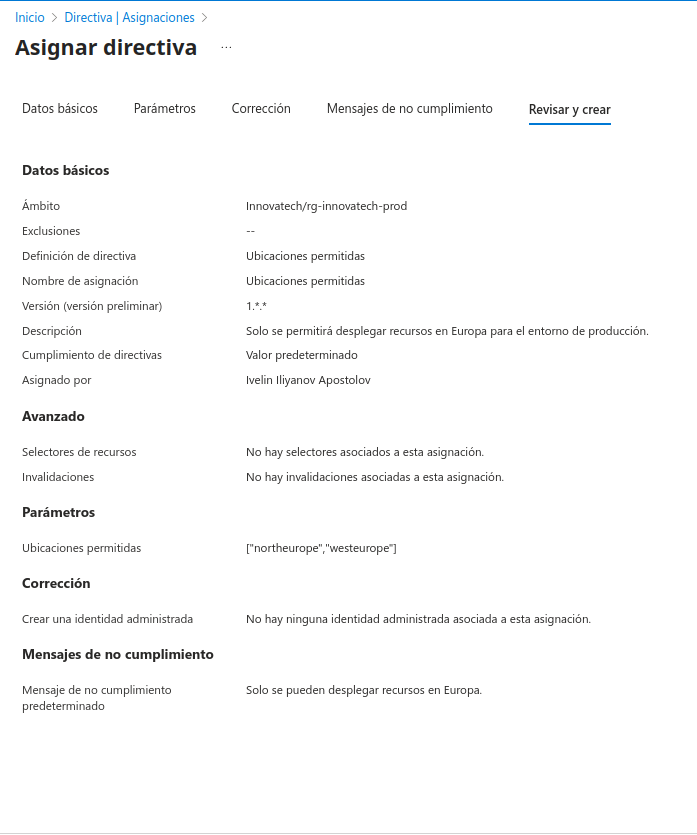 Inicio > Directiva | Asignaciones >
Asignar directiva ...
Datos básicos Parámetros Corrección Mensajes de no cumplimiento Revisar y crear
Datos básicos
Ámbito Innovatech/rg-innovatech-prod
Exclusiones --
Definición de directiva Ubicaciones permitidas
Nombre de asignación Ubicaciones permitidas
Versión (versión preliminar) 1.*.*
Descripción Solo se permitirá desplegar recursos en Europa para el entorno de producción.
Cumplimiento de directivas Valor predeterminado
Asignado por Ivelin Iliyanov Apostolov
Avanzado
Selectores de recursos No hay selectores asociados a esta asignación.
Invalidaciones No hay invalidaciones asociadas a esta asignación.
Parámetros
Ubicaciones permitidas ["northeurope","westeurope"]
Corrección
Crear una identidad administrada No hay ninguna identidad administrada asociada a esta asignación.
Mensajes de no cumplimiento
Mensaje de no cumplimiento Solo se pueden desplegar recursos en Europa.
predeterminado